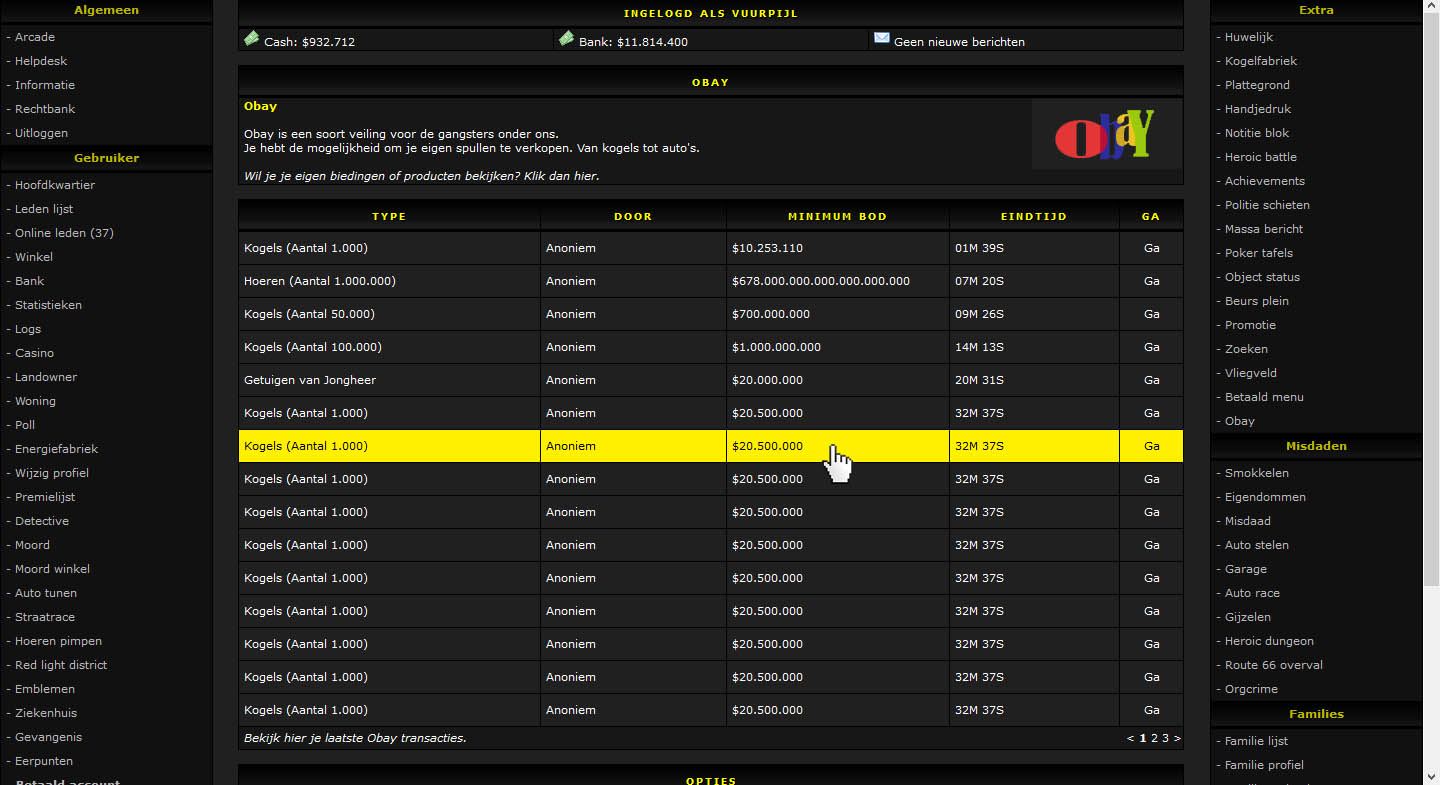 Algemeen
- Arcade
- Helpdesk
- Informatie
- Rechtbank
- Uitloggen
Gebruiker
- Hoofdkwartier
- Leden lijst
- Online leden (37)
- Winkel
- Bank
- Statistieken
- Logs
- Casino
- Landowner
- Woning
- Poll
- Energiefabriek
- Wijzig profiel
- Premielijst
- Detective
- Moord
- Moord winkel
- Auto tunen
- Straatrace
- Hoeren pimpen
- Red light district
- Emblemen
- Ziekenhuis
- Gevangenis
- Eerpunten
- Betaald account
INGELOGD ALS VUURPIJL
Cash: $932.712 Bank: $11.814.400 Geen nieuwe berichten
OBAY
Obay
ObaY
Obay is een soort veiling voor de gangsters onder ons.
Je hebt de mogelijkheid om je eigen spullen te verkopen. Van kogels tot auto's.
Wil je je eigen biedingen of producten bekijken? Klik dan hier.
TYPE DOOR MINIMUM BOD EINDTIJD GA
Kogels (Aantal 1.000) Anoniem $10.253.110 01M 39S Ga
Hoeren (Aantal 1.000.000) Anoniem $678.000.000.000.000.000.000 07M 20S Ga
Kogels (Aantal 50.000) Anoniem $700.000.000 09M 26S Ga
Kogels (Aantal 100.000) Anoniem $1.000.000.000 14M 13S Ga
Getuigen van Jongheer Anoniem $20.000.000 20M 31S Ga
Kogels (Aantal 1.000) Anoniem $20.500.000 32M 37S Ga
Kogels (Aantal 1.000) Anoniem $20.500.000 32M 37S Ga
Kogels (Aantal 1.000) Anoniem $20.500.000 32M 37S Ga
Kogels (Aantal 1.000) Anoniem $20.500.000 32M 37S Ga
Kogels (Aantal 1.000) Anoniem $20.500.000 32M 37S Ga
Kogels (Aantal 1.000) Anoniem $20.500.000 32M 37S Ga
Kogels (Aantal 1.000) Anoniem $20.500.000 32M 37S Ga
Kogels (Aantal 1.000) Anoniem $20.500.000 32M 37S Ga
Kogels (Aantal 1.000) Anoniem $20.500.000 32M 37S Ga
Kogels (Aantal 1.000) Anoniem $20.500.000 32M 37S Ga
Bekijk hier je laatste Obay transacties. < 1 2 3 >
OPTIES
Extra
- Huwelijk
- Kogelfabriek
- Plattegrond
- Handjedruk
- Notitie blok
- Heroic battle
- Achievements
- Politie schieten
- Massa bericht
- Poker tafels
- Object status
- Beurs plein
- Promotie
- Zoeken
- Vliegveld
- Betaald menu
- Obay
Misdaden
- Smokkelen
- Eigendommen
- Misdaad
- Auto stelen
- Garage
- Auto race
- Gijzelen
- Heroic dungeon
- Route 66 overval
- Orgcrime
Families
- Familie lijst
- Familie profiel